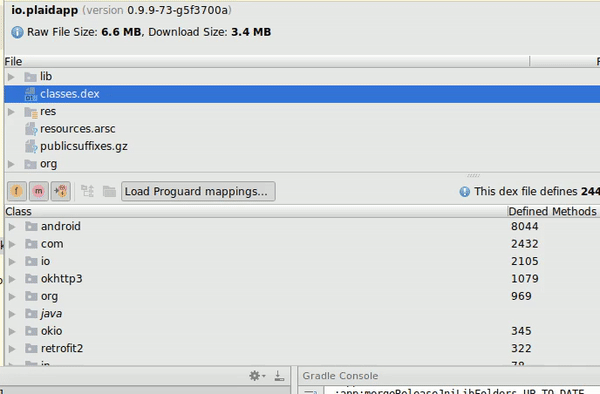 io.plaidapp (version 0.9.9-73-g5f3700a)
Raw File Size: 6.6 MB, Download Size: 3.4 MB
File
lib
classes.dex
res
resources.arsc
publicsuffixes.gz
org
f m Load Proguard mappings... This dex file defines 244
Class Defined Methods
android 8044
com 2432
io 2105
okhttp3 1079
org 969
java
okio 345
retrofit2 322
in 78
Gradle Console
:app:mergeReleaseJniLibFolders UP-TO-DATE